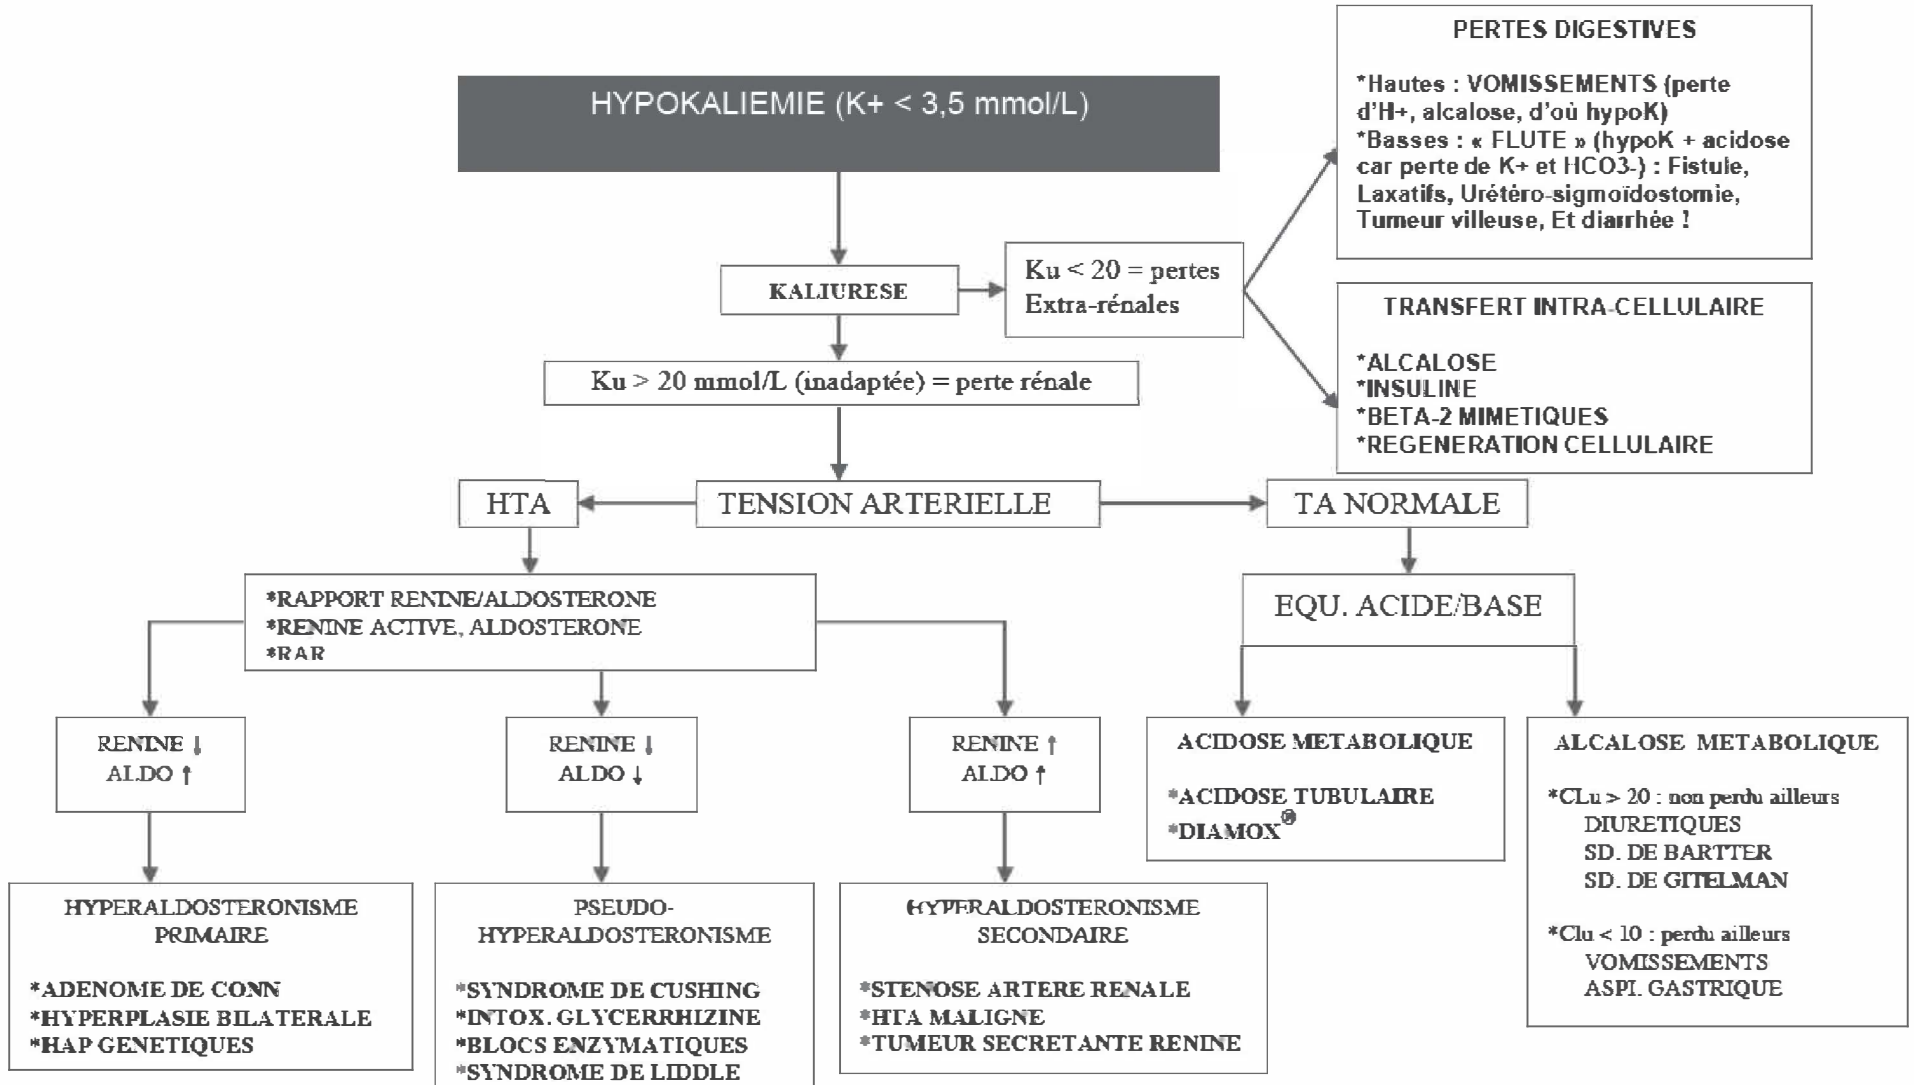 HYPOKALIEMIE (K+ < 3,5 mmol/L)
PERTES DIGESTIVES
*Hautes : VOMISSEMENTS (perte
d'H+, alcalose, d'où hypoK)
*Basses : « FLUTE » (hypoK + acidose
car perte de K+ et HCO3-) : Fistule,
Laxatifs, Urétéro-sigmoïdostomie,
Tumeur villeuse, Et diarrhée !
KALIURESE
Ku < 20 = pertes
Extra-rénales
TRANSFERT INTRA-CELLULAIRE
*ALCALOSE
*INSULINE
*BETA-2 MIMETIQUES
*REGENERATION CELLULAIRE
Ku > 20 mmol/L (inadaptée) = perte rénale
HTA
TENSION ARTERIELLE
TA NORMALE
*RAPPORT RENINE/ALDOSTERONE
*RENINE ACTIVE, ALDOSTERONE
*RAR
EQU. ACIDE/BASE
RENINE ↓
ALDO ↑
RENINE ↓
ALDO ↓
RENINE ↑
ALDO ↑
ACIDOSE METABOLIQUE
*ACIDOSE TUBULAIRE
*DIAMOX®
ALCALOSE METABOLIQUE
*CLu > 20 : non perdu ailleurs
DIURETIQUES
SD. DE BARTTER
SD. DE GITELMAN
*Clu < 10 : perdu ailleurs
VOMISSEMENTS
ASPI. GASTRIQUE
HYPERALDOSTERONISME
PRIMAIRE
*ADENOME DE CONN
*HYPERPLASIE BILATERALE
*HAP GENETIQUES
PSEUDO-
HYPERALDOSTERONISME
*SYNDROME DE CUSHING
*INTOX. GLYCERRHIZINE
*BLOCS ENZYMATIQUES
*SYNDROME DE LIDDLE
HYPERALDOSTERONISME
SECONDAIRE
*STENOSE ARTERE RENALE
*HTA MALIGNE
*TUMEUR SECRETANTE RENINE